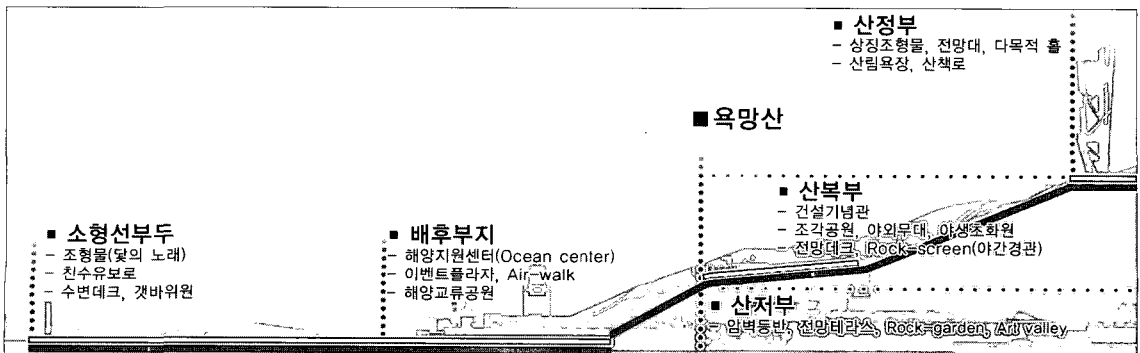 ■ 산정부
- 상징조형물, 전망대, 다목적 홀
- 산림욕장, 산책로
■ 욕망산
■ 산복부
- 건설기념관
- 조각공원, 야외무대, 야생초화원
- 전망데크, Rock-screen(야간경관)
■ 소형선부두
- 조형물(닻의 노래)
- 친수유보로
- 수변데크, 갯바위원
■ 배후부지
- 해양지원센터(Ocean center)
- 이벤트플라자, Air-walk
- 해양교류공원
■ 산저부
- 암벽등반, 전망테라스, Rock-garden, Art valley